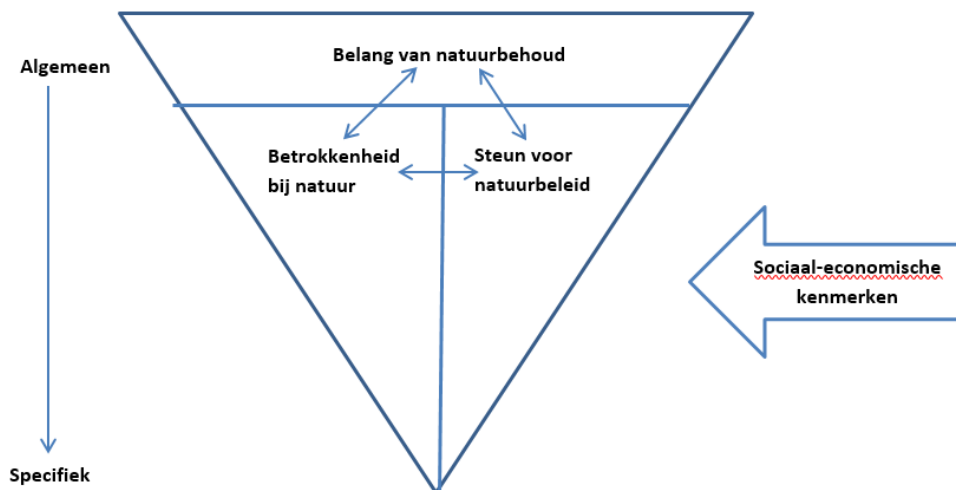 Belang van natuurbehoud
Algemeen
Betrokkenheid
bij natuur
Steun voor
natuurbeleid
Sociaal-economische
kenmerken
Specifiek